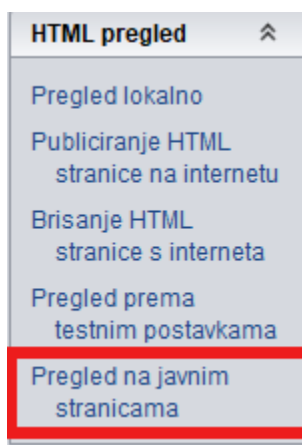 HTML pregled
Pregled lokalno
Publiciranje HTML
stranice na internetu
Brisanje HTML
stranice s interneta
Pregled prema
testnim postavkama
Pregled na javnim
stranicama